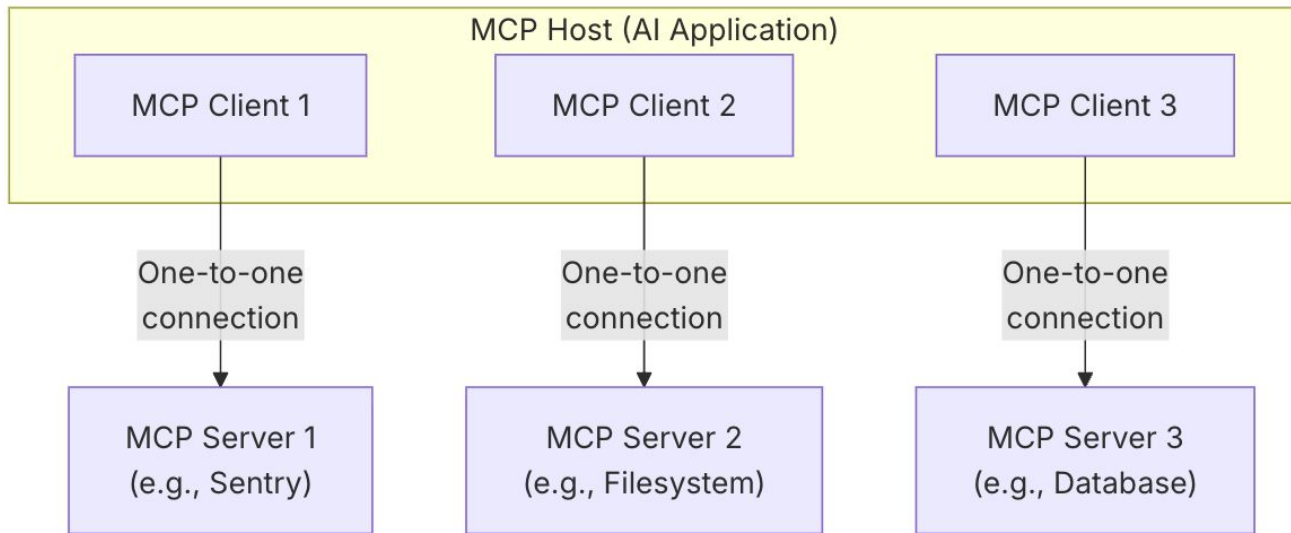 MCP Host (AI Application)
MCP Client 1
MCP Client 2
MCP Client 3
One-to-one
connection
One-to-one
connection
One-to-one
connection
MCP Server 1
(e.g., Sentry)
MCP Server 2
(e.g., Filesystem)
MCP Server 3
(e.g., Database)